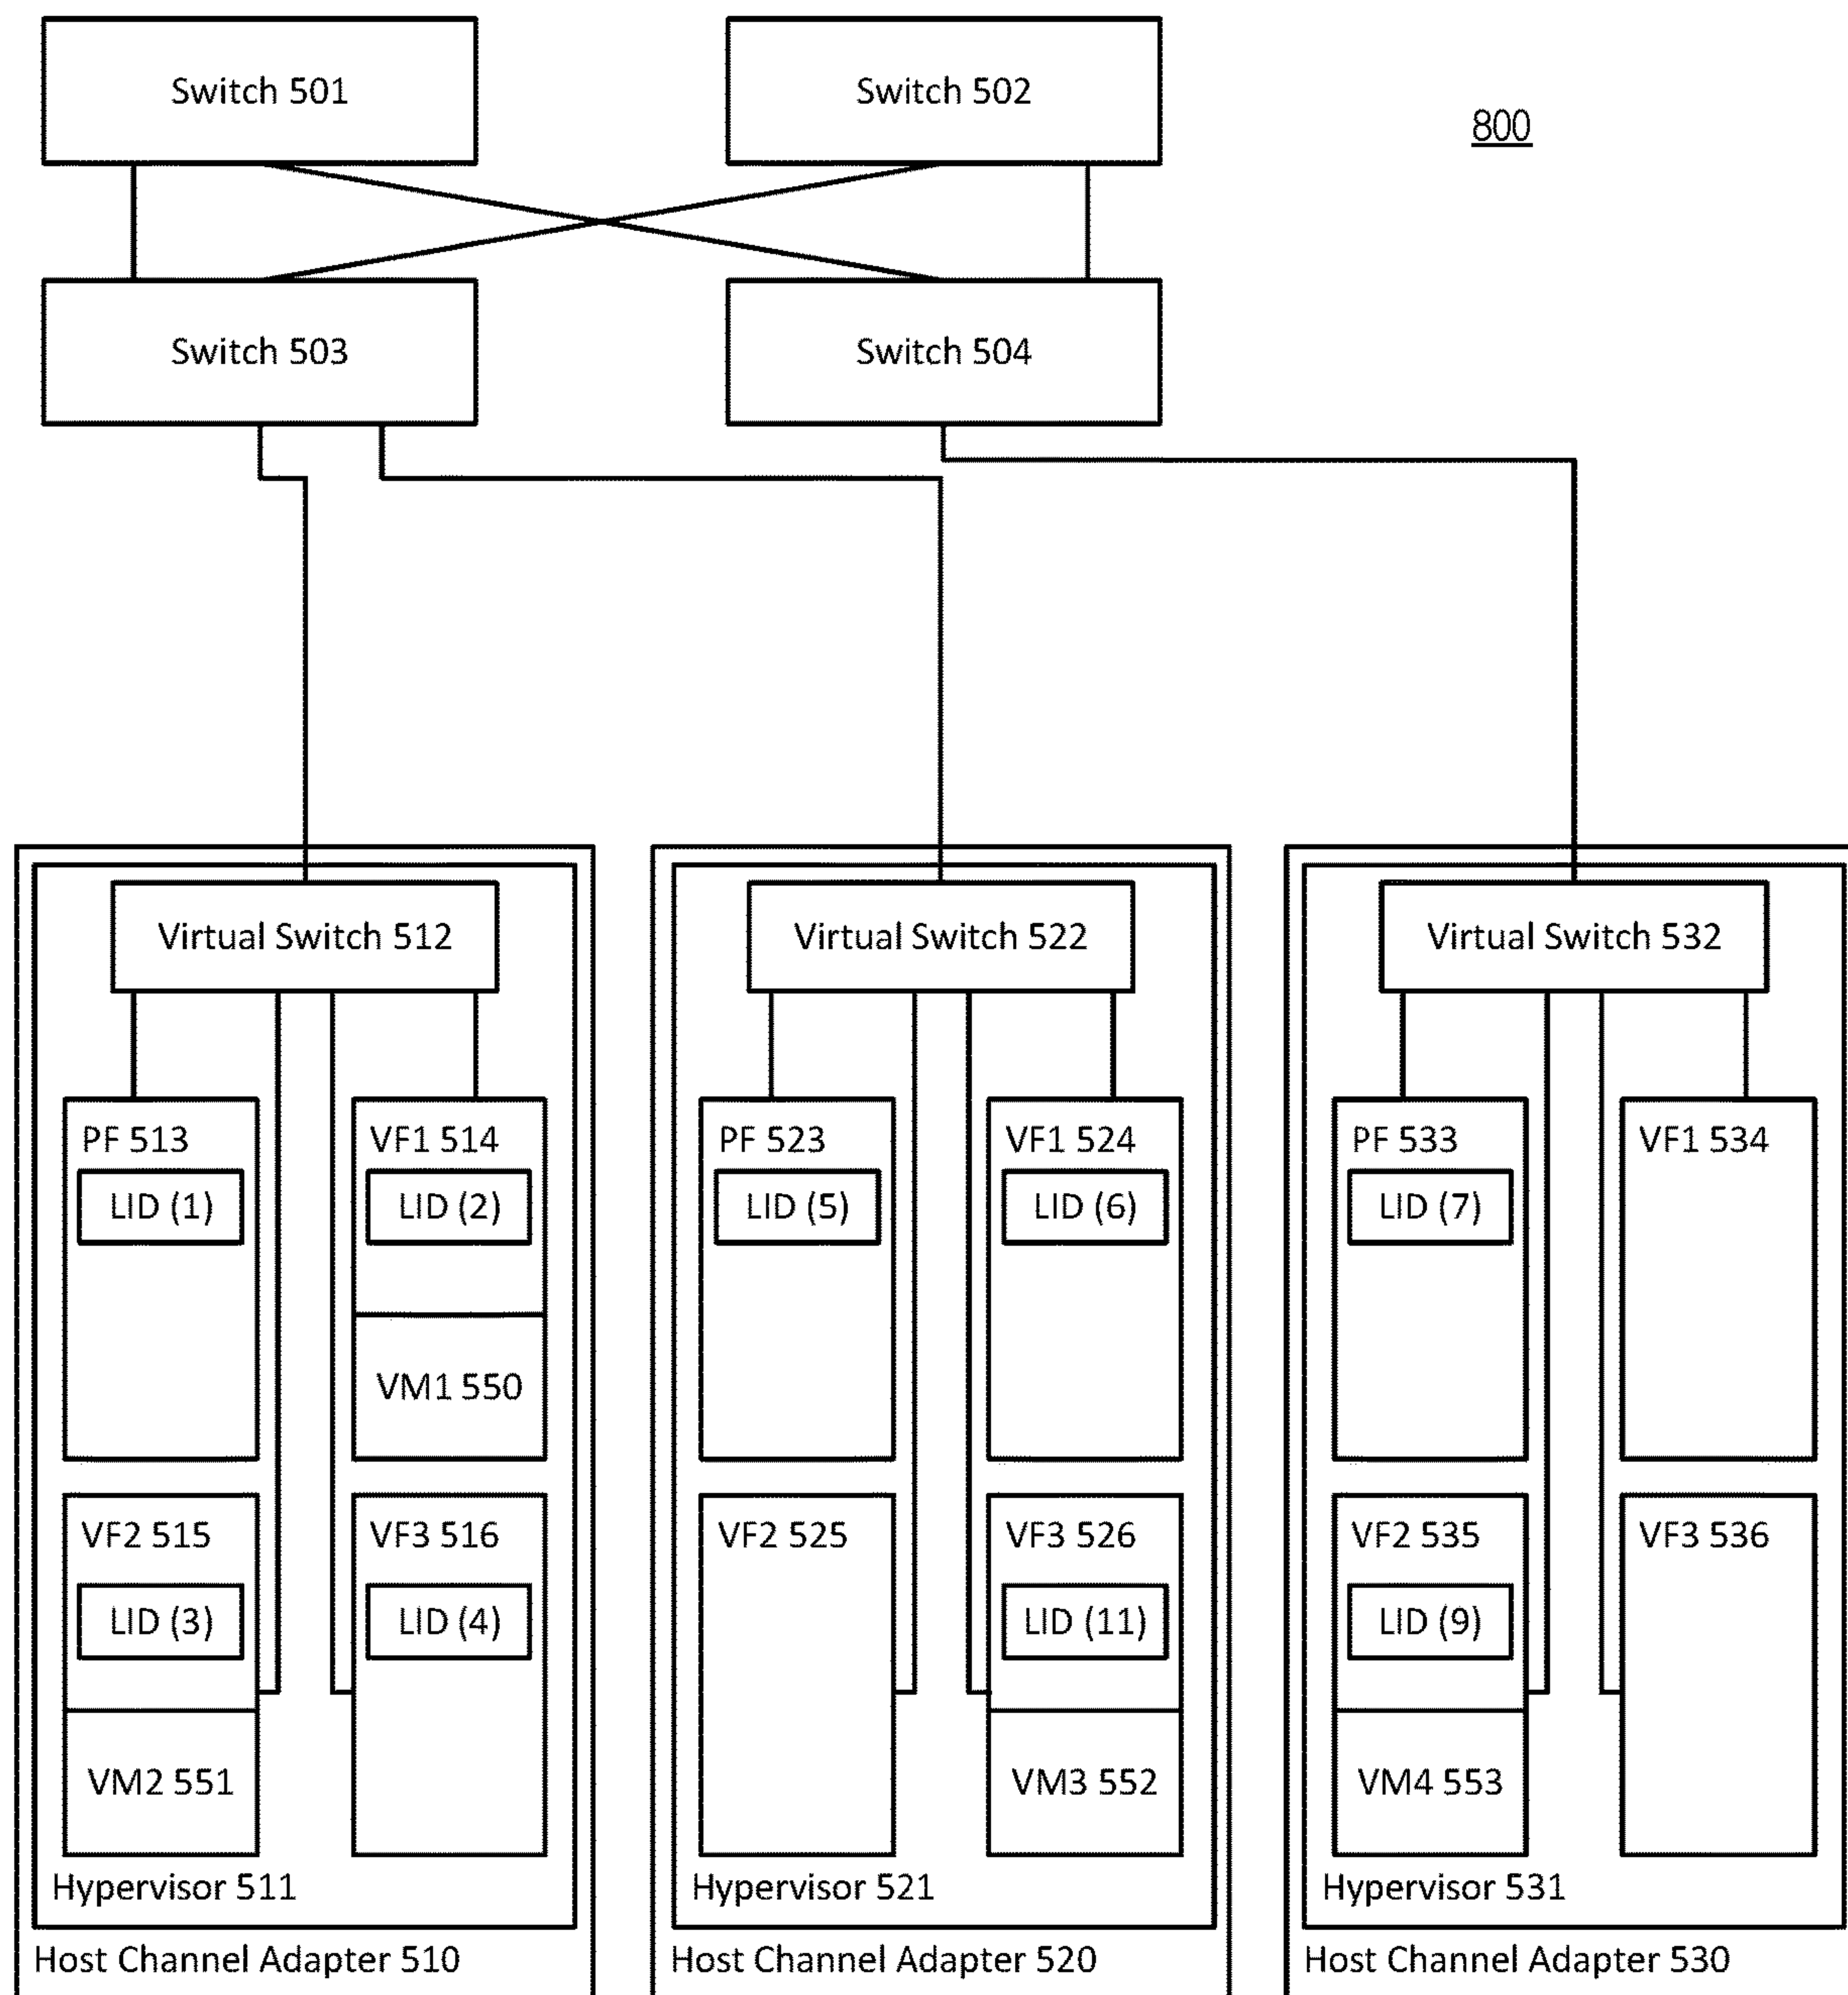 Switch 501
Switch 502
800
Switch 503
Switch 504
Virtual Switch 512
PF 513
LID (1)
VF1 514
LID (2)
VM1 550
VF2 515
LID (3)
VM2 551
VF3 516
LID (4)
Hypervisor 511
Host Channel Adapter 510
Virtual Switch 522
PF 523
LID (5)
VF1 524
LID (6)
VF2 525
VF3 526
LID (11)
VM3 552
Hypervisor 521
Host Channel Adapter 520
Virtual Switch 532
PF 533
LID (7)
VF1 534
VF2 535
LID (9)
VM4 553
VF3 536
Hypervisor 531
Host Channel Adapter 530